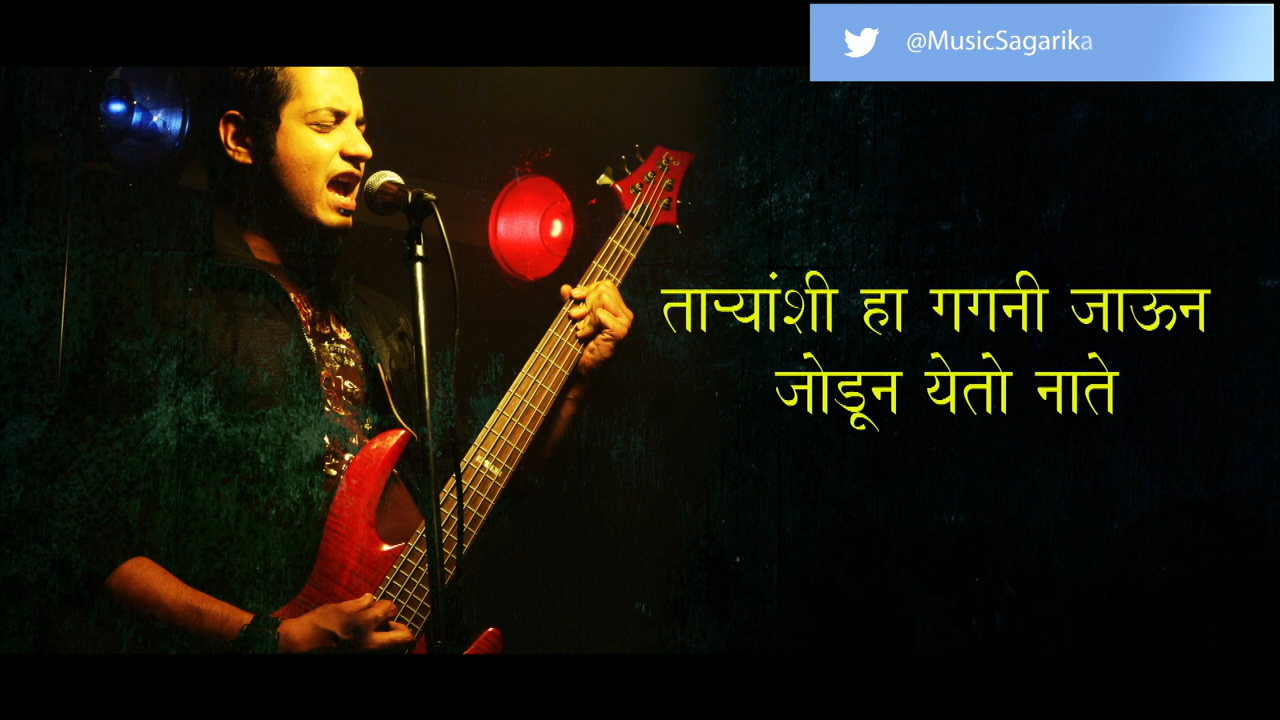 @MusicSagarika
ताऱ्यांशी हा गगनी जाऊन
जोडून येतो नाते